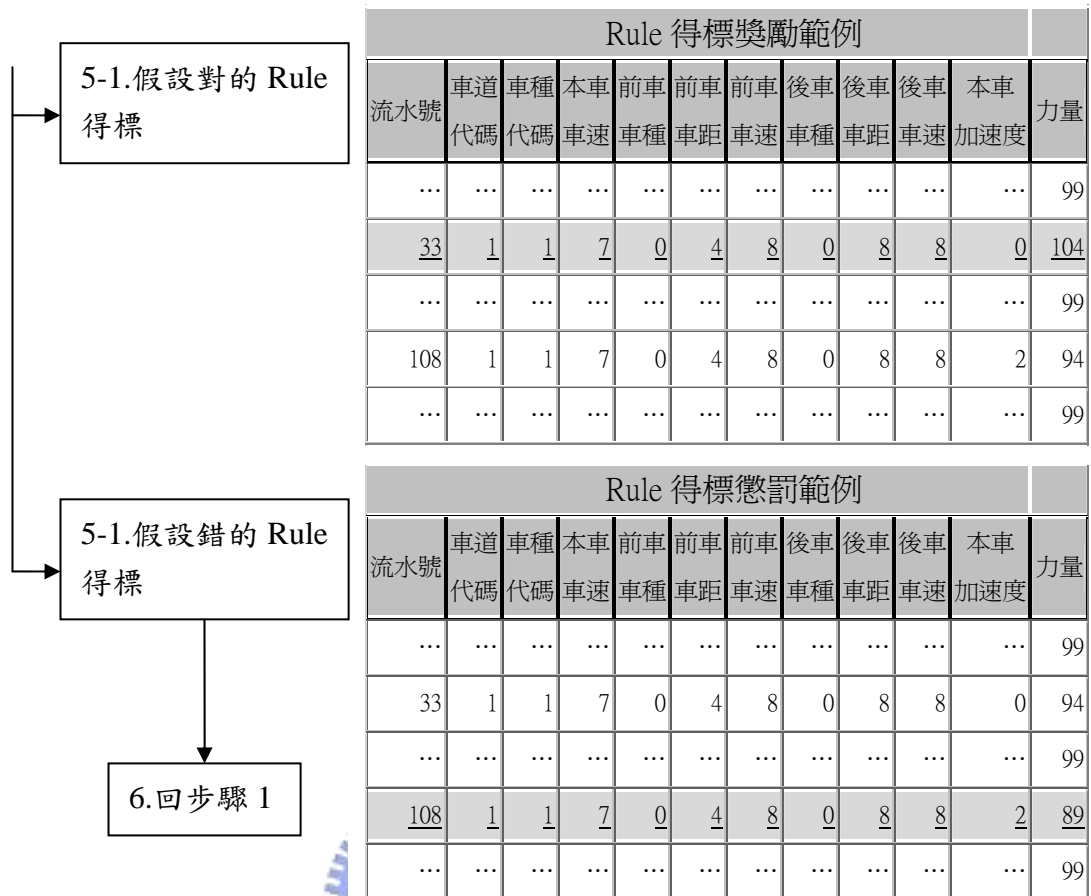 5-1.假設對的 Rule
得標
Rule 得標獎勵範例
流水號 車道代碼 車種代碼 本車車速 前車車種 前車車距 前車車速 後車車種 後車車距 後車車速 本車加速度 力量
… … … … … … … … … … … 99
33 1 1 7 0 4 8 0 8 8 0 104
… … … … … … … … … … … 99
108 1 1 7 0 4 8 0 8 8 2 94
… … … … … … … … … … … 99
5-1.假設錯的 Rule
得標
6.回步驟 1
Rule 得標懲罰範例
流水號 車道代碼 車種代碼 本車車速 前車車種 前車車距 前車車速 後車車種 後車車距 後車車速 本車加速度 力量
… … … … … … … … … … … 99
33 1 1 7 0 4 8 0 8 8 0 94
… … … … … … … … … … … 99
108 1 1 7 0 4 8 0 8 8 2 89
… … … … … … … … … … … 99